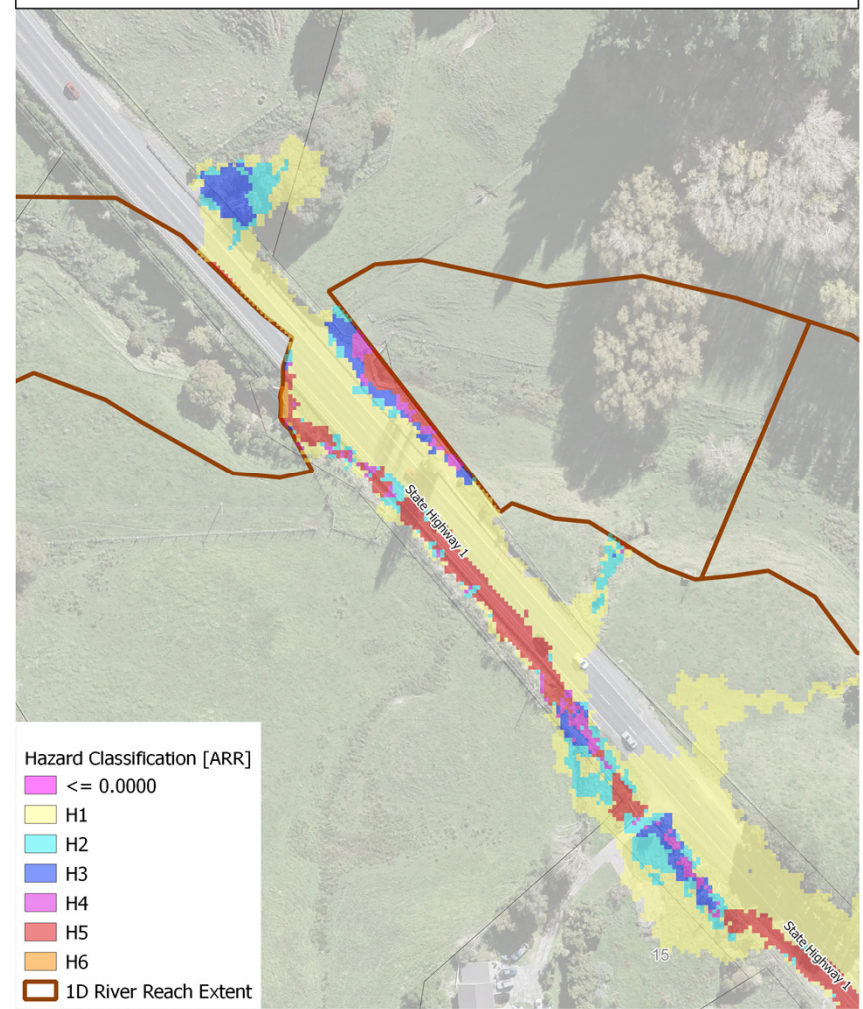 State Highway 1
Hazard Classification [ARR]
<= 0.0000
H1
H2
H3
H4
H5
H6
1D River Reach Extent
15
State Highway 1